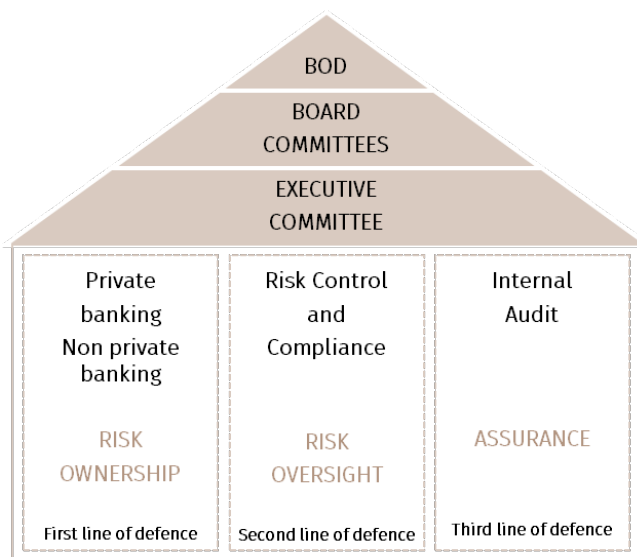 BOD
BOARD
COMMITTEES
EXECUTIVE
COMMITTEE
Private
banking
Non private
banking
RISK
OWNERSHIP
First line of defence
Risk Control
and
Compliance
RISK
OVERSIGHT
Second line of defence
Internal
Audit
ASSURANCE
Third line of defence